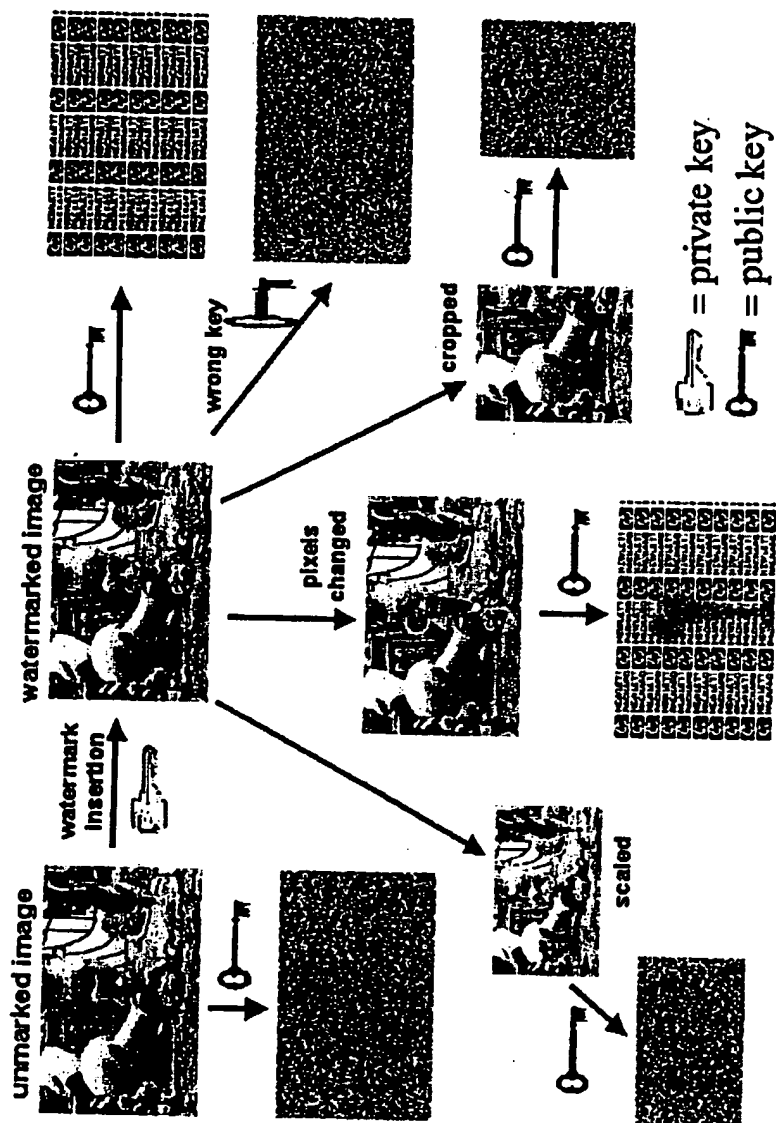 unmarked image
watermark
insertion
watermarked image
wrong key
pixels
changed
cropped
scaled
= private key
= public key